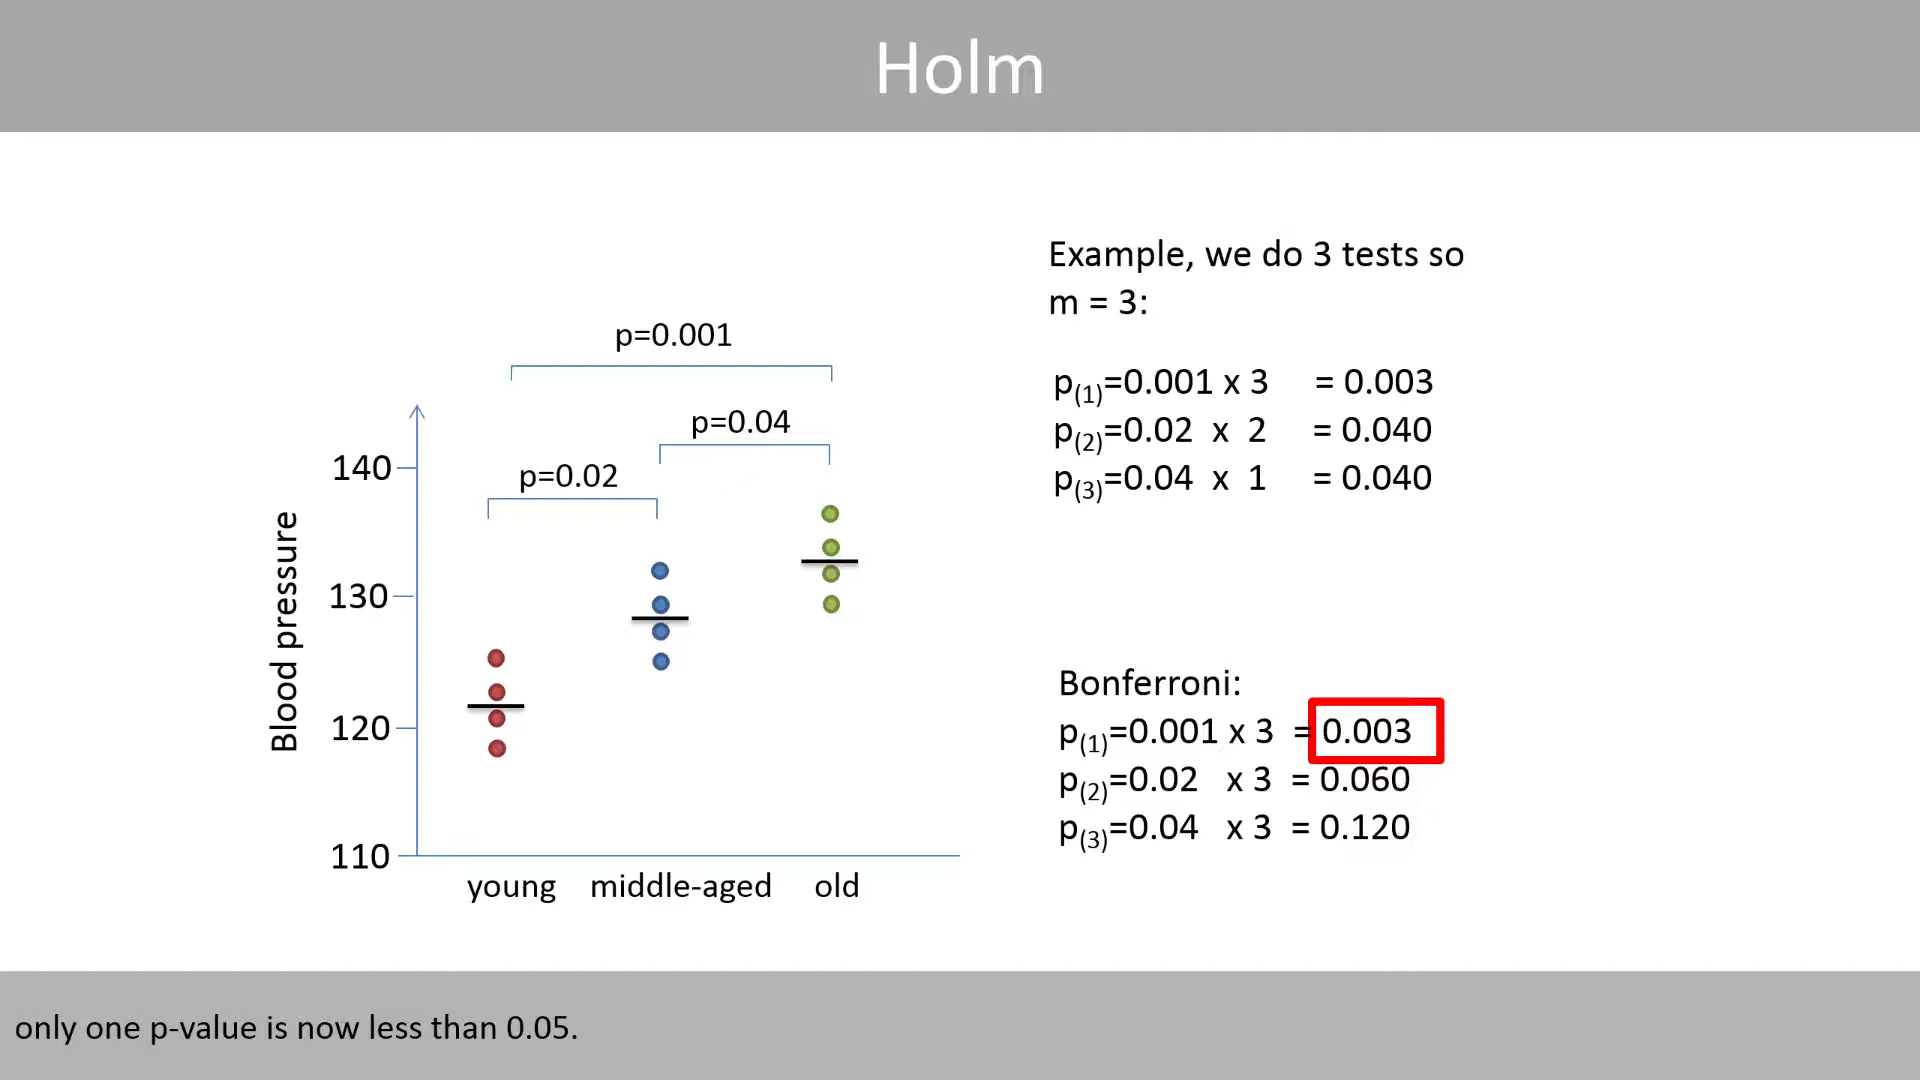 Holm
Example, we do 3 tests so
m = 3:
p(1)=0.001 x 3 = 0.003
p(2)=0.02 x 2 = 0.040
p(3)=0.04 x 1 = 0.040
p=0.001
p=0.04
p=0.02
140
130
120
110
Blood pressure
young middle-aged old
Bonferroni:
p(1)=0.001 x 3 = 0.003
p(2)=0.02 x 3 = 0.060
p(3)=0.04 x 3 = 0.120
only one p-value is now less than 0.05.